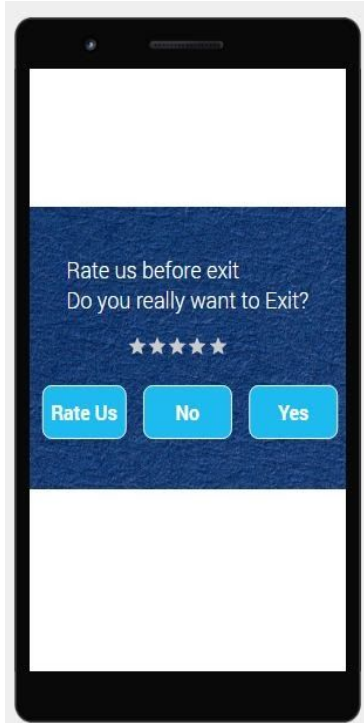 Rate us before exit
Do you really want to Exit?
Rate Us
No
Yes